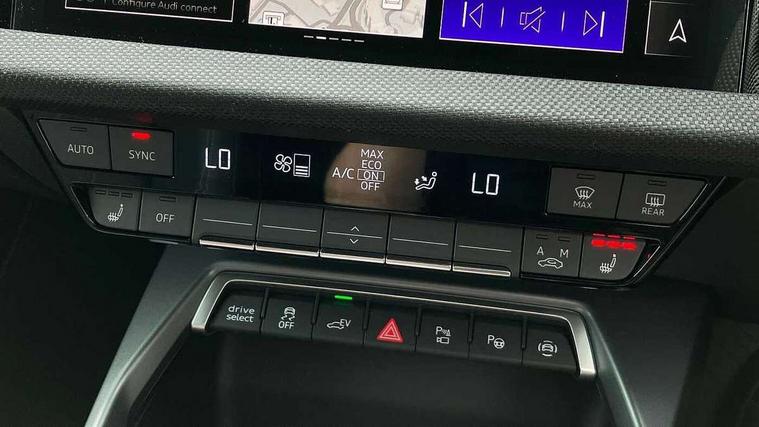 Configure Audi connect
AUTO
SYNC
LO
A/C
MAX
ECO
ON
OFF
LO
MAX
REAR
OFF
A M
drive
select
OFF
EV
P
P